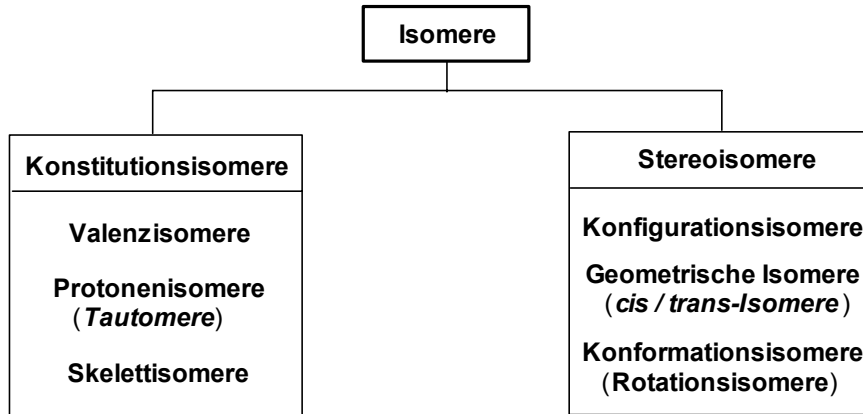 Isomere
Konstitutionsisomere
Valenzisomere
Protonenisomere
(Tautomere)
Skelettisomere
Stereoisomere
Konfigurationsisomere
Geometrische Isomere
(cis / trans-Isomere)
Konformationsisomere
(Rotationsisomere)